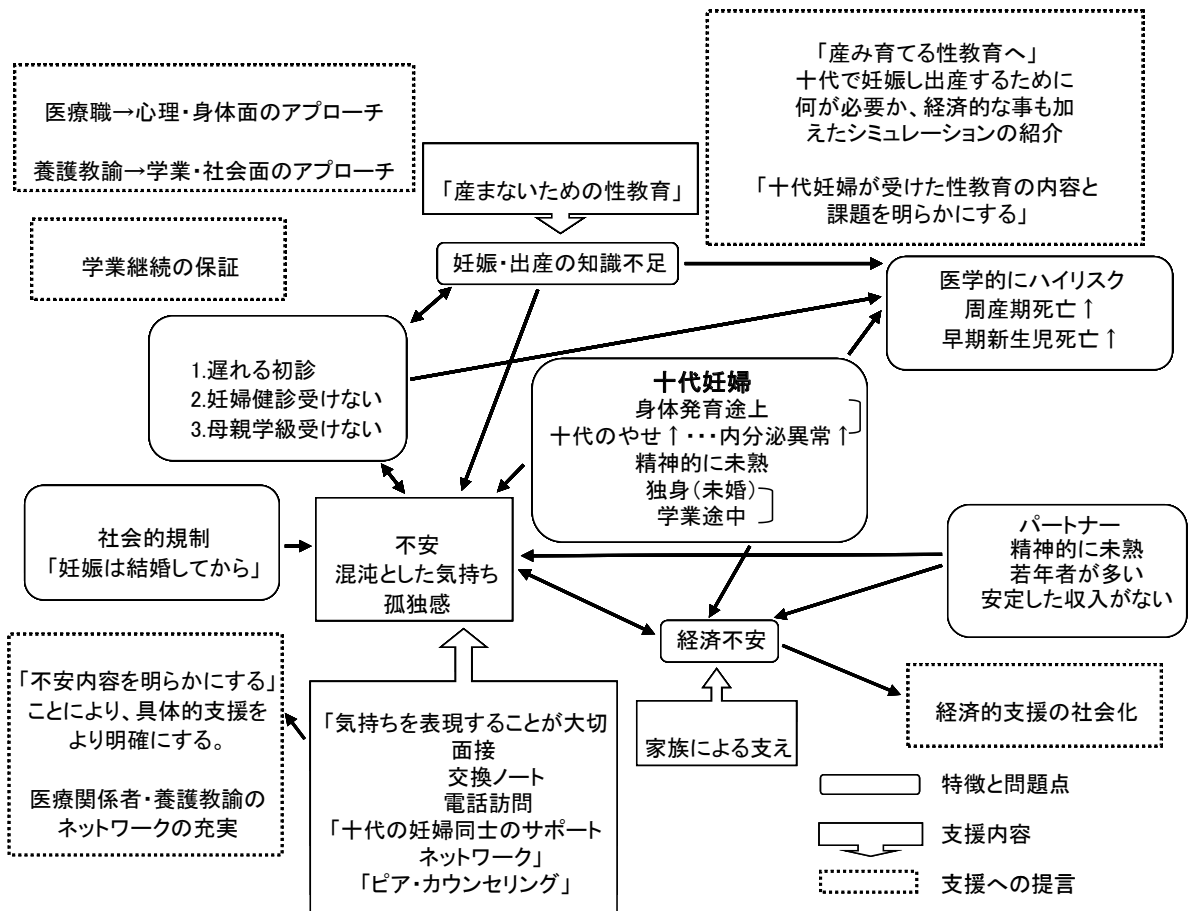 医療職→心理・身体面のアプローチ
養護教諭→学業・社会面のアプローチ
「産み育てる性教育へ」
十代で妊娠し出産するために
何が必要か、経済的な事も加
えたシミュレーションの紹介
「十代妊婦が受けた性教育の内容と
課題を明らかにする」
「産まないための性教育」
学業継続の保証
妊娠・出産の知識不足
医学的にハイリスク
周産期死亡↑
早期新生児死亡↑
1.遅れる初診
2.妊婦健診受けない
3.母親学級受けない
十代妊婦
身体発育途上
十代のやせ↑・・・内分泌異常↑
精神的に未熟
独身(未婚)
学業途中
社会的規制
「妊娠は結婚してから」
不安
混沌とした気持ち
孤独感
パートナー
精神的に未熟
若年者が多い
安定した収入がない
経済不安
「不安内容を明らかにする」
ことにより、具体的支援を
より明確にする。
医療関係者・養護教諭の
ネットワークの充実
「気持ちを表現することが大切
面接
交換ノート
電話訪問
「十代の妊婦同士のサポート
ネットワーク」
「ピア・カウンセリング」
家族による支え
経済的支援の社会化
特徴と問題点
支援内容
支援への提言